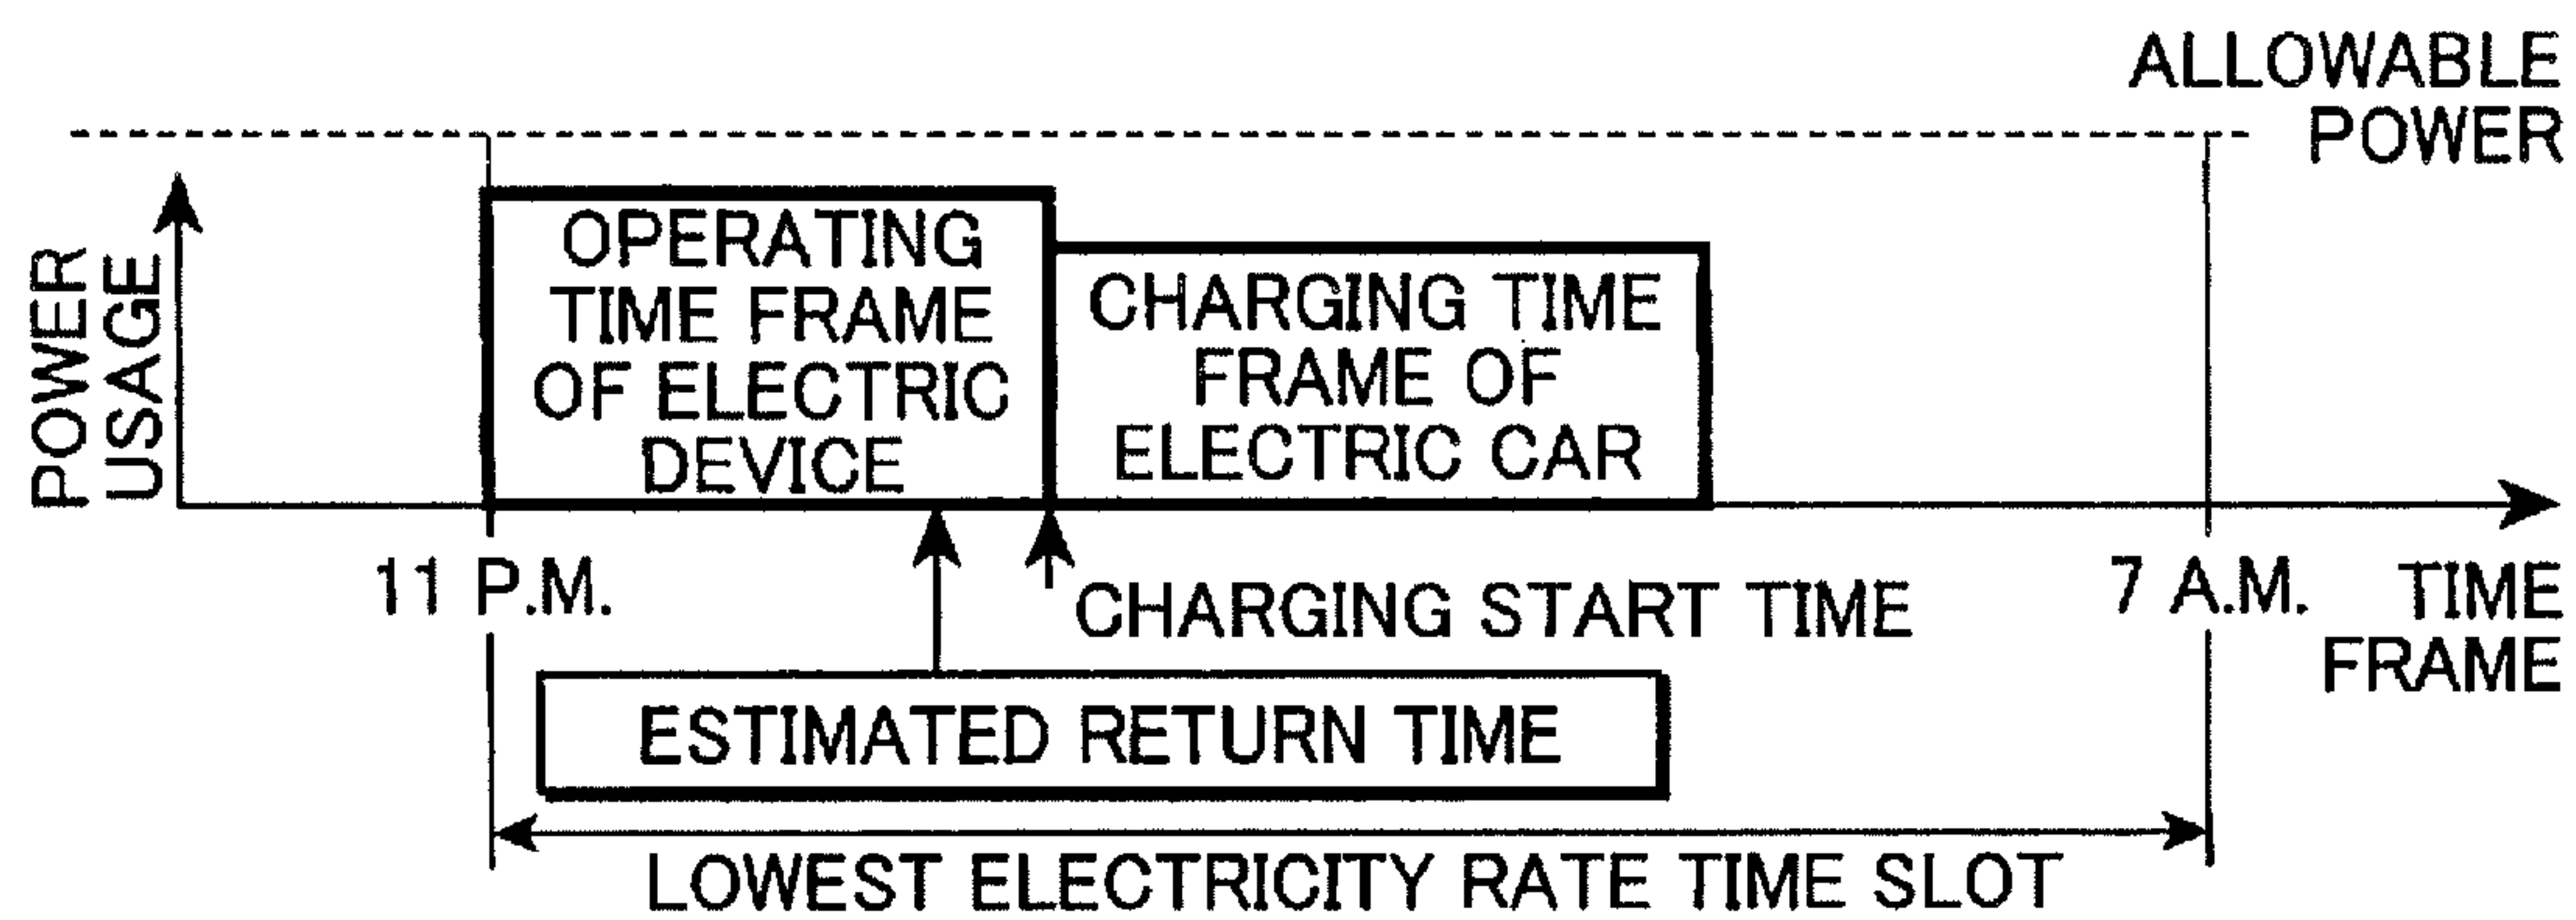 ALLOWABLE
POWER
POWER
USAGE
OPERATING
TIME FRAME
OF ELECTRIC
DEVICE
CHARGING TIME
FRAME OF
ELECTRIC CAR
11 P.M.
CHARGING START TIME
7 A.M.
TIME
FRAME
ESTIMATED RETURN TIME
LOWEST ELECTRICITY RATE TIME SLOT